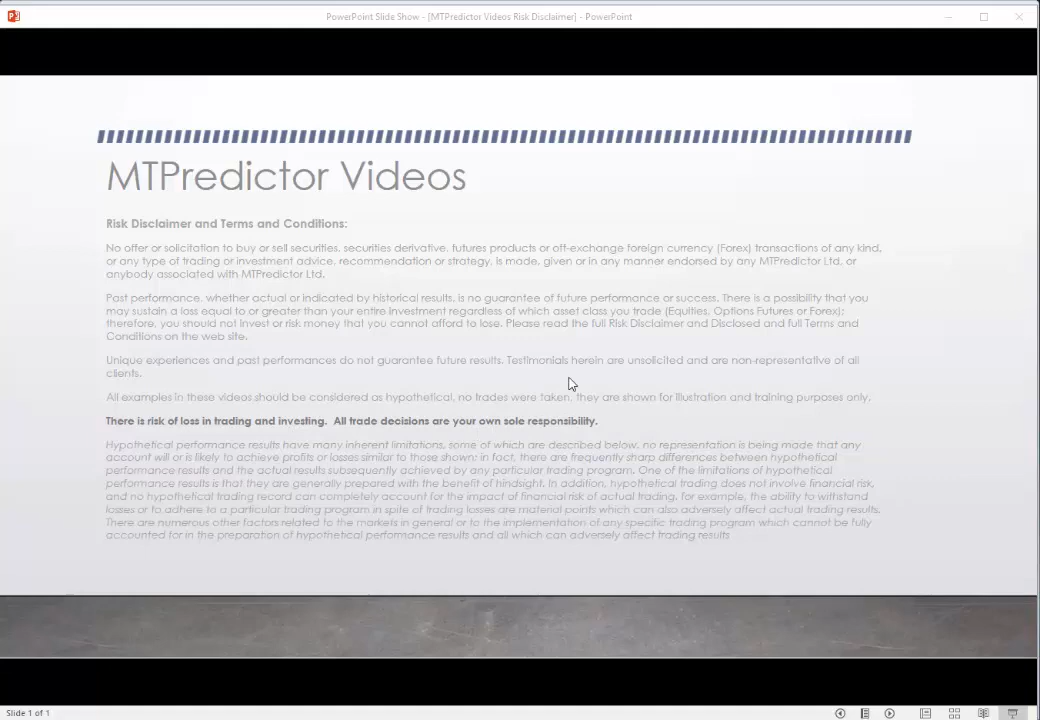 PowerPoint Slide Show - [MTPredictor Videos Risk Disclaimer] - PowerPoint
MTPredictor Videos
Risk Disclaimer and Terms and Conditions:
No offer or solicitation to buy or sell securities, securities derivative, futures products or off-exchange foreign currency (Forex) transactions of any kind,
or any type of trading or investment advice, recommendation or strategy, is made, given or in any manner endorsed by any MTPredictor Ltd, or
anybody associated with MTPredictor Ltd.
Past performance, whether actual or indicated by historical results, is no guarantee of future performance or success. There is a possibility that you
may sustain a loss equal to or greater than your entire investment regardless of which asset class you trade (Equities, Options Futures or Forex);
therefore, you should not invest or risk money that you cannot afford to lose. Please read the full Risk Disclaimer and Disclosed and full Terms and
Conditions on the web site.
Unique experiences and past performances do not guarantee future results. Testimonials herein are unsolicited and are non-representative of all
clients.
All examples in these videos should be considered as hypothetical, no trades were taken, they are shown for illustration and training purposes only.
There is risk of loss in trading and investing. All trade decisions are your own sole responsibility.
Hypothetical performance results have many inherent limitations, some of which are described below, no representation is being made that any
account will or is likely to achieve profits or losses similar to those shown; in fact, there are frequently sharp differences between hypothetical
performance results and the actual results subsequently achieved by any particular trading program. One of the limitations of hypothetical
performance results is that they are generally prepared with the benefit of hindsight. In addition, hypothetical trading does not involve financial risk,
and no hypothetical trading record can completely account for the impact of financial risk of actual trading, for example, the ability to withstand
losses or to adhere to a particular trading program in spite of trading losses are material points which can also adversely affect actual trading results.
There are numerous other factors related to the markets in general or to the implementation of any specific trading program which cannot be fully
accounted for in the preparation of hypothetical performance results and all which can adversely affect trading results
Slide 1 of 1